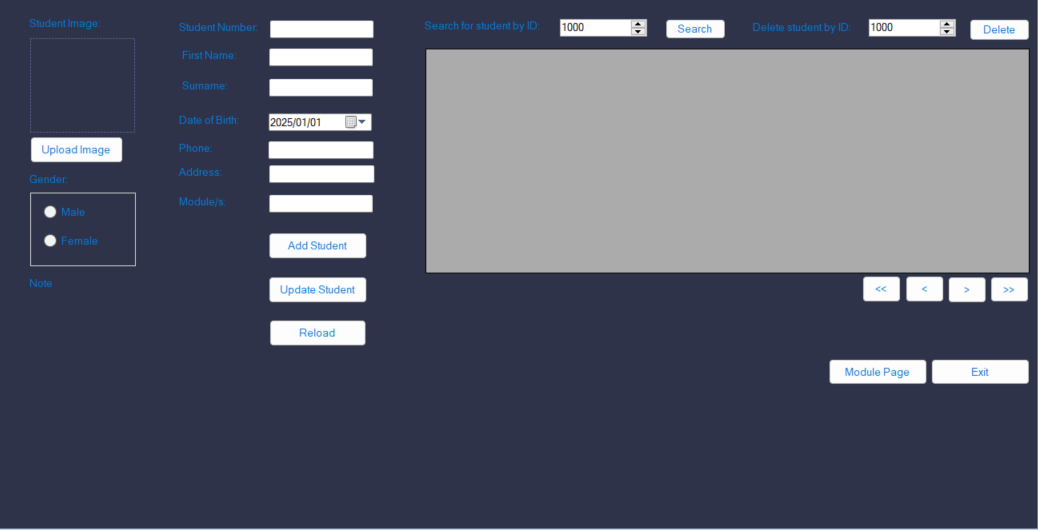 Student Image:
Upload Image
Gender:
Male
Female
Note
Student Number:
First Name:
Surname:
Date of Birth:
2025/01/01
Phone:
Address:
Module/s:
Add Student
Update Student
Reload
Search for student by ID:
1000
Search
Delete student by ID:
1000
Delete
<<
<
>
>>
Module Page
Exit